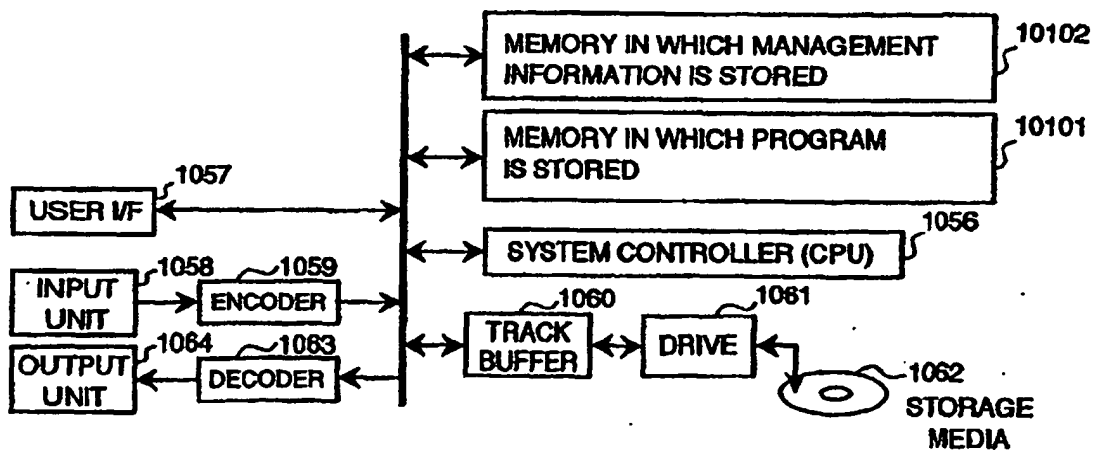 MEMORY IN WHICH MANAGEMENT
INFORMATION IS STORED
10102
MEMORY IN WHICH PROGRAM
IS STORED
10101
1057
USER I/F
1056
SYSTEM CONTROLLER (CPU)
1058
INPUT
UNIT
1059
ENCODER
1060
TRACK
BUFFER
1061
DRIVE
1064
OUTPUT
UNIT
1063
DECODER
1062
STORAGE
MEDIA